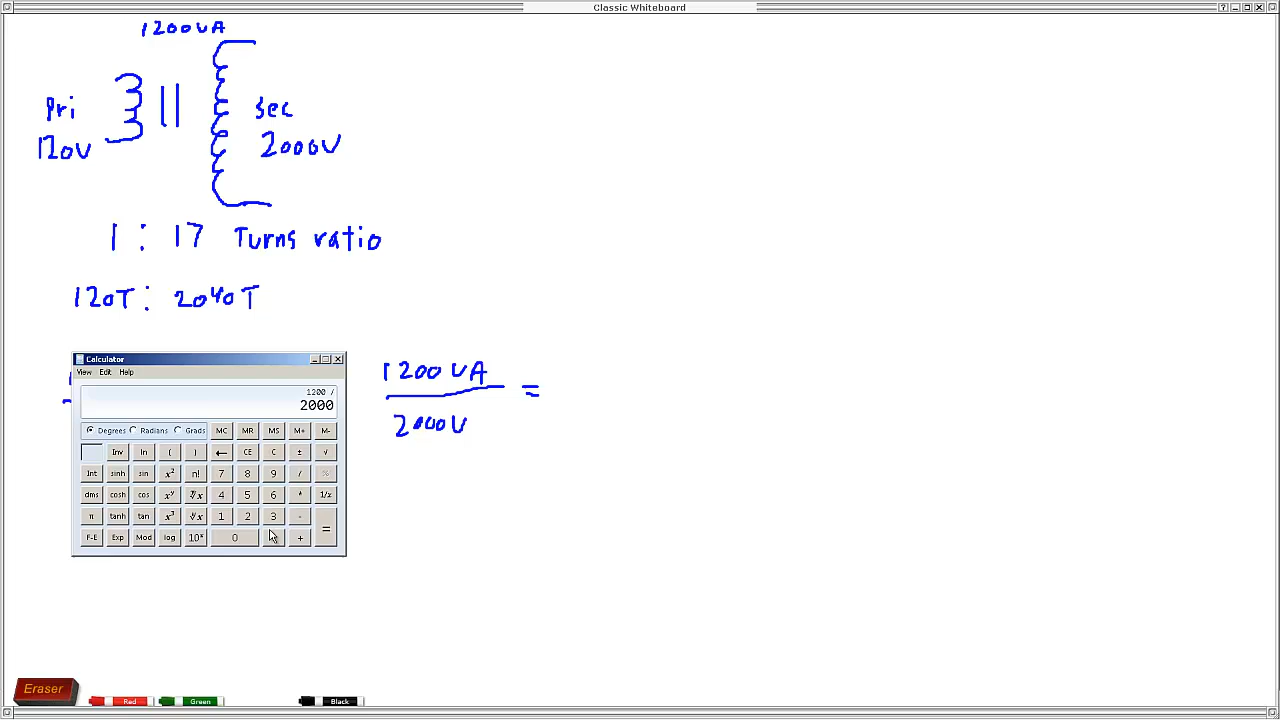 Classic Whiteboard
1200VA
Pri
120V
Sec
2000V
1 : 17 Turns ratio
120T : 2040T
1200VA
2000V
=
Calculator
View Edit Help
1200 /
2000
Degrees Radians Grads MC MR MS M+ M-
Inv ln ( ) ← CE C ± √
Int sinh sin x² n! 7 8 9 / %
dms cosh cos xʸ ʸ√x 4 5 6 * 1/x
π tanh tan x³ ³√x 1 2 3 - =
F-E Exp Mod log 10ˣ 0 +
Eraser
Red
Green
Black